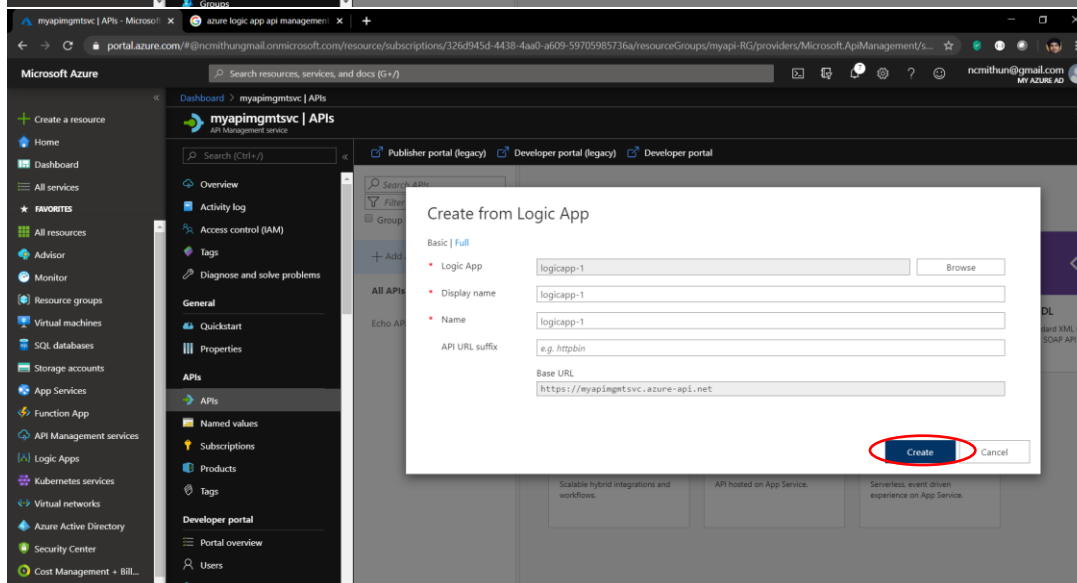 Groups
myapimgmtsvc | APIs - Microsoft
azure logic app api management
portal.azure.com/#@ncmithungmail.onmicrosoft.com/resource/subscriptions/326d945d-4438-4aa0-a609-59705985736a/resourceGroups/myapi-RG/providers/Microsoft.ApiManagement/s...
Microsoft Azure
Search resources, services, and docs (G+/)
7
ncmithun@gmail.com
MY AZURE AD
Create a resource
Home
Dashboard
All services
FAVORITES
All resources
Advisor
Monitor
Resource groups
Virtual machines
SQL databases
Storage accounts
App Services
Function App
API Management services
Logic Apps
Kubernetes services
Virtual networks
Azure Active Directory
Security Center
Cost Management + Bill...
Dashboard > myapimgmtsvc | APIs
myapimgmtsvc | APIs
API Management service
Search (Ctrl+/)
Overview
Activity log
Access control (IAM)
Tags
Diagnose and solve problems
General
Quickstart
Properties
APIs
APIs
Named values
Subscriptions
Products
Tags
Developer portal
Portal overview
Users
Publisher portal (legacy)
Developer portal (legacy)
Developer portal
Search APIs
Filter
Group
+ Add
All APIs
Echo AP
Create from Logic App
Basic | Full
* Logic App
logicapp-1
Browse
* Display name
logicapp-1
* Name
logicapp-1
API URL suffix
e.g. httpbin
Base URL
https://myapimgmtsvc.azure-api.net
Create
Cancel
DL
dard XML
SOAP API
Scalable hybrid integrations and
workflows.
API hosted on App Service.
Serverless, event driven
experience on App Service.